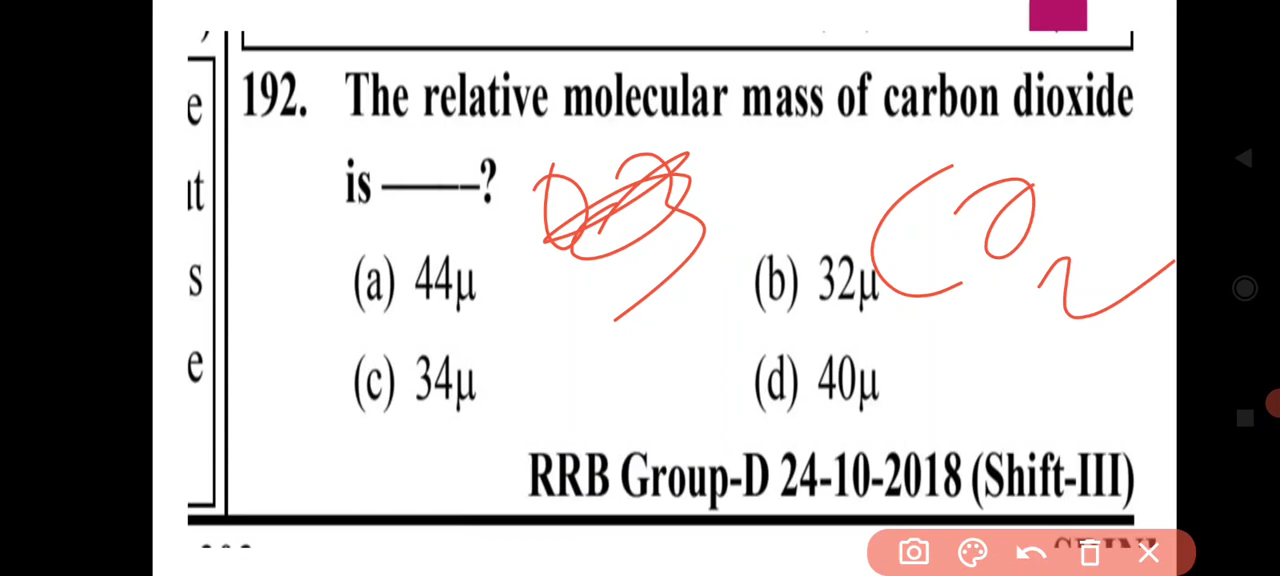 e
192. The relative molecular mass of carbon dioxide
is ——?
s
(a) 44μ (b) 32μ
CO2
e
(c) 34μ (d) 40μ
RRB Group-D 24-10-2018 (Shift-III)